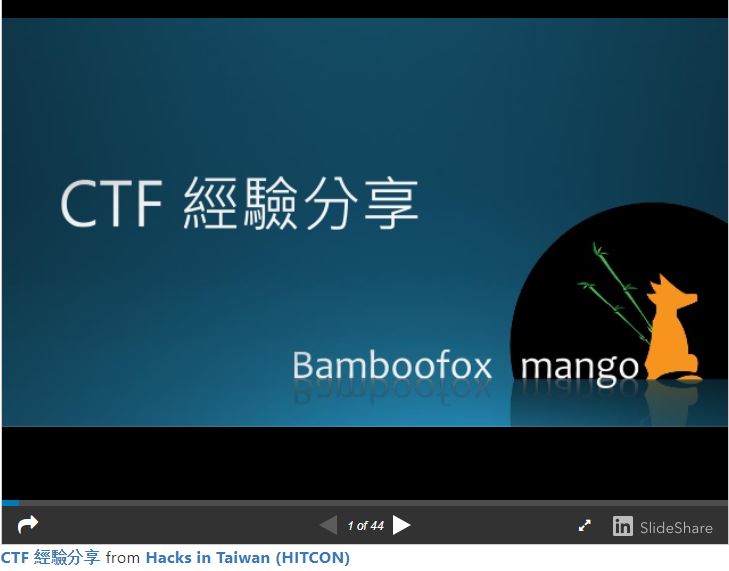 CTF 經驗分享
Bamboofox mango
1 of 44
in SlideShare
CTF 經驗分享 from Hacks in Taiwan (HITCON)